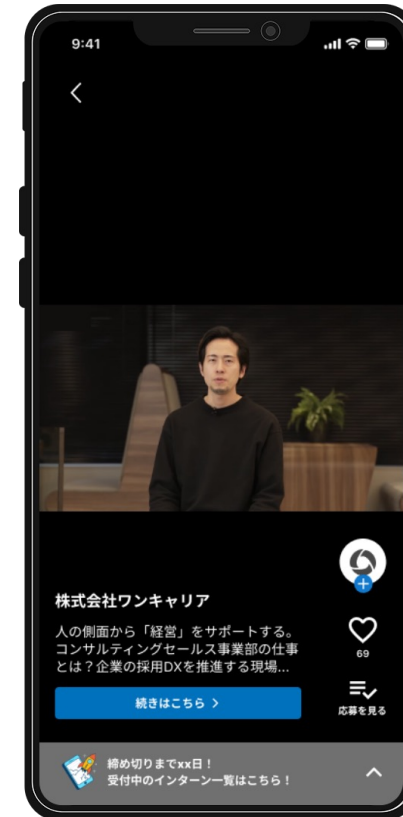 9:41
株式会社ワンキャリア
人の側面から「経営」をサポートする。
コンサルティングセールス事業部の仕事
とは？企業の採用DXを推進する現場...
69
続きはこちら
応募を見る
締め切りまでxx日！
受付中のインターン一覧はこちら！